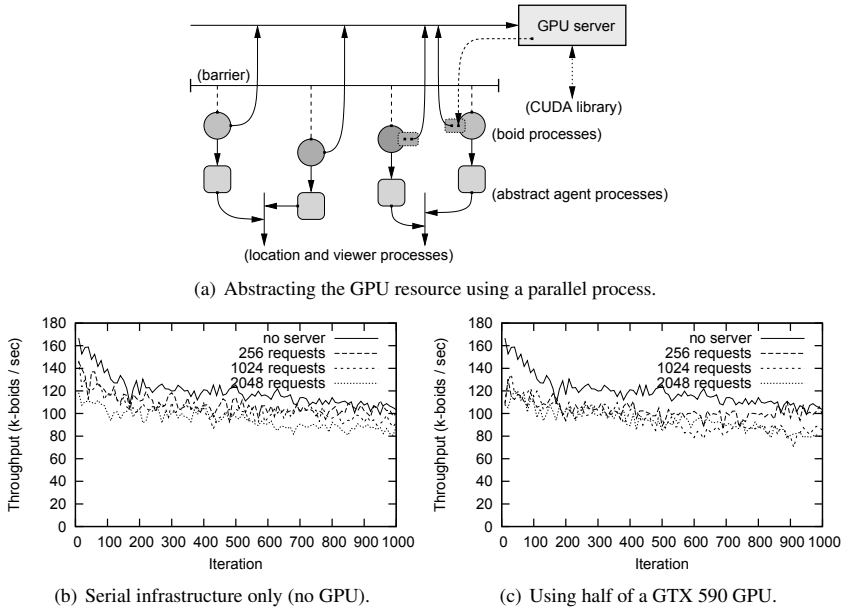 GPU server
(barrier)
(CUDA library)
(boid processes)
(abstract agent processes)
(location and viewer processes)
(a) Abstracting the GPU resource using a parallel process.
Throughput (k-boids / sec)
180
160
140
120
100
80
60
40
20
0
no server
256 requests
1024 requests
2048 requests
0 100 200 300 400 500 600 700 800 900 1000
Iteration
(b) Serial infrastructure only (no GPU).
Throughput (k-boids / sec)
180
160
140
120
100
80
60
40
20
0
no server
256 requests
1024 requests
2048 requests
0 100 200 300 400 500 600 700 800 900 1000
Iteration
(c) Using half of a GTX 590 GPU.